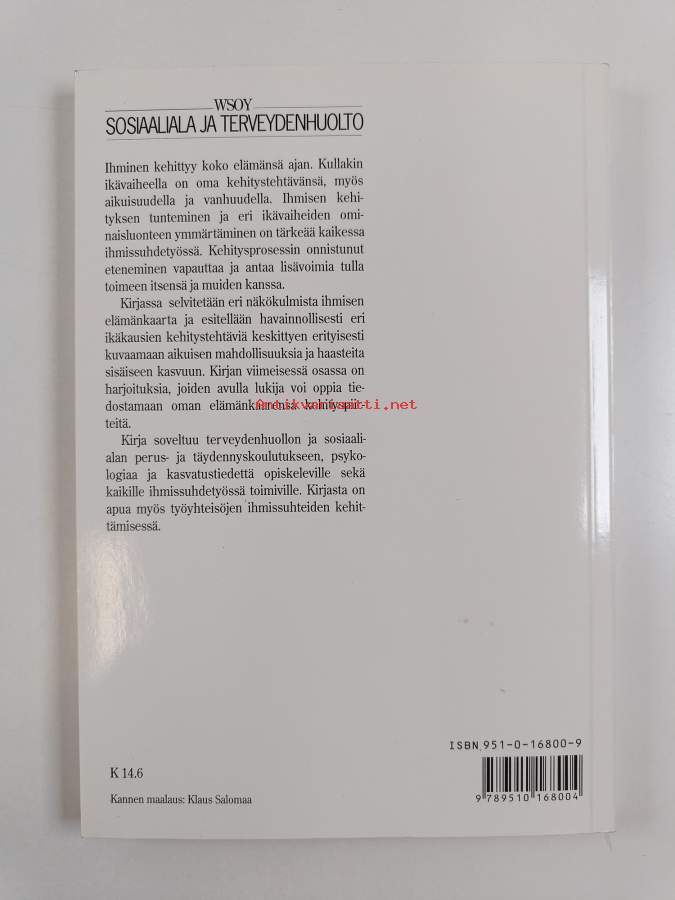 WSOY
SOSIAALIALA JA TERVEYDENHUOLTO
Ihminen kehittyy koko elämänsä ajan. Kullakin
ikävaiheella on oma kehitystehtävänsä, myös
aikuisuudella ja vanhuudella. Ihmisen kehi-
tyksen tunteminen ja eri ikävaiheiden omi-
naisluonteen ymmärtäminen on tärkeää kaikessa
ihmissuhdetyössä. Kehitysprosessin onnistunut
eteneminen vapauttaa ja antaa lisävoimia tulla
toimeen itsensä ja muiden kanssa.
Kirjassa selvitetään eri näkökulmista ihmisen
elämänkaarta ja esitellään havainnollisesti eri
ikäkausien kehitystehtäviä keskittyen erityisesti
kuvaamaan aikuisen mahdollisuuksia ja haasteita
sisäiseen kasvuun. Kirjan viimeisessä osassa on
harjoituksia, joiden avulla lukija voi oppia tie-
dostamaan oman elämänkaarensa kehityspiir-
teitä.
Antikvariaatti.net
Kirja soveltuu terveydenhuollon ja sosiaali-
alan perus- ja täydennyskoulutukseen, psyko-
logiaa ja kasvatustiedettä opiskeleville sekä
kaikille ihmissuhdetyössä toimiville. Kirjasta on
apua myös työyhteisöjen ihmissuhteiden kehit-
tämisessä.
ISBN 951-0-16800-9
9 789510 168004
K 14.6
Kannen maalaus: Klaus Salomaa